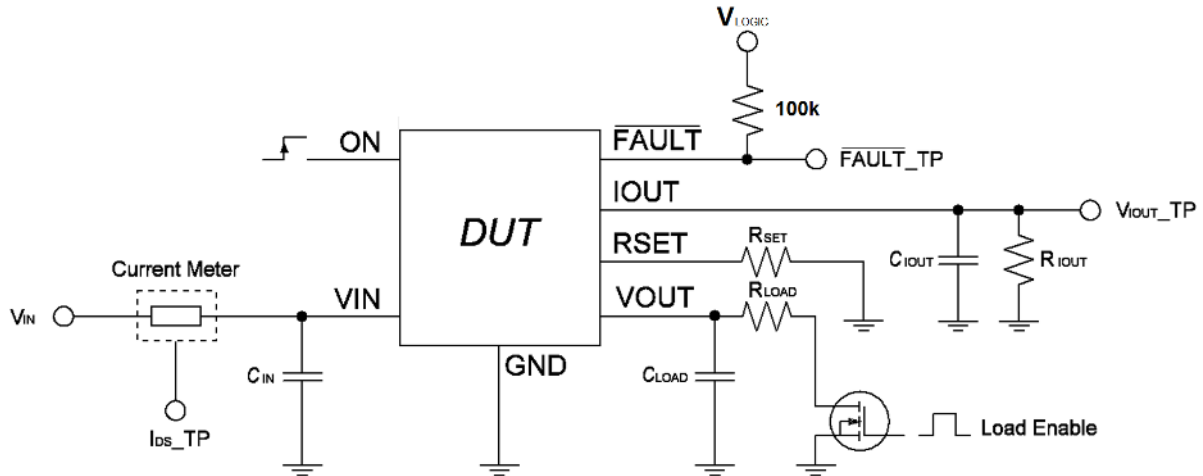 VLOGIC
100k
ON
FAULT
FAULT_TP
IOUT
VIOUT_TP
DUT
RSET
RSET
CIOUT
RIOUT
Current Meter
VIN
VIN
VOUT
RLOAD
GND
CIN
CLOAD
IDS_TP
Load Enable